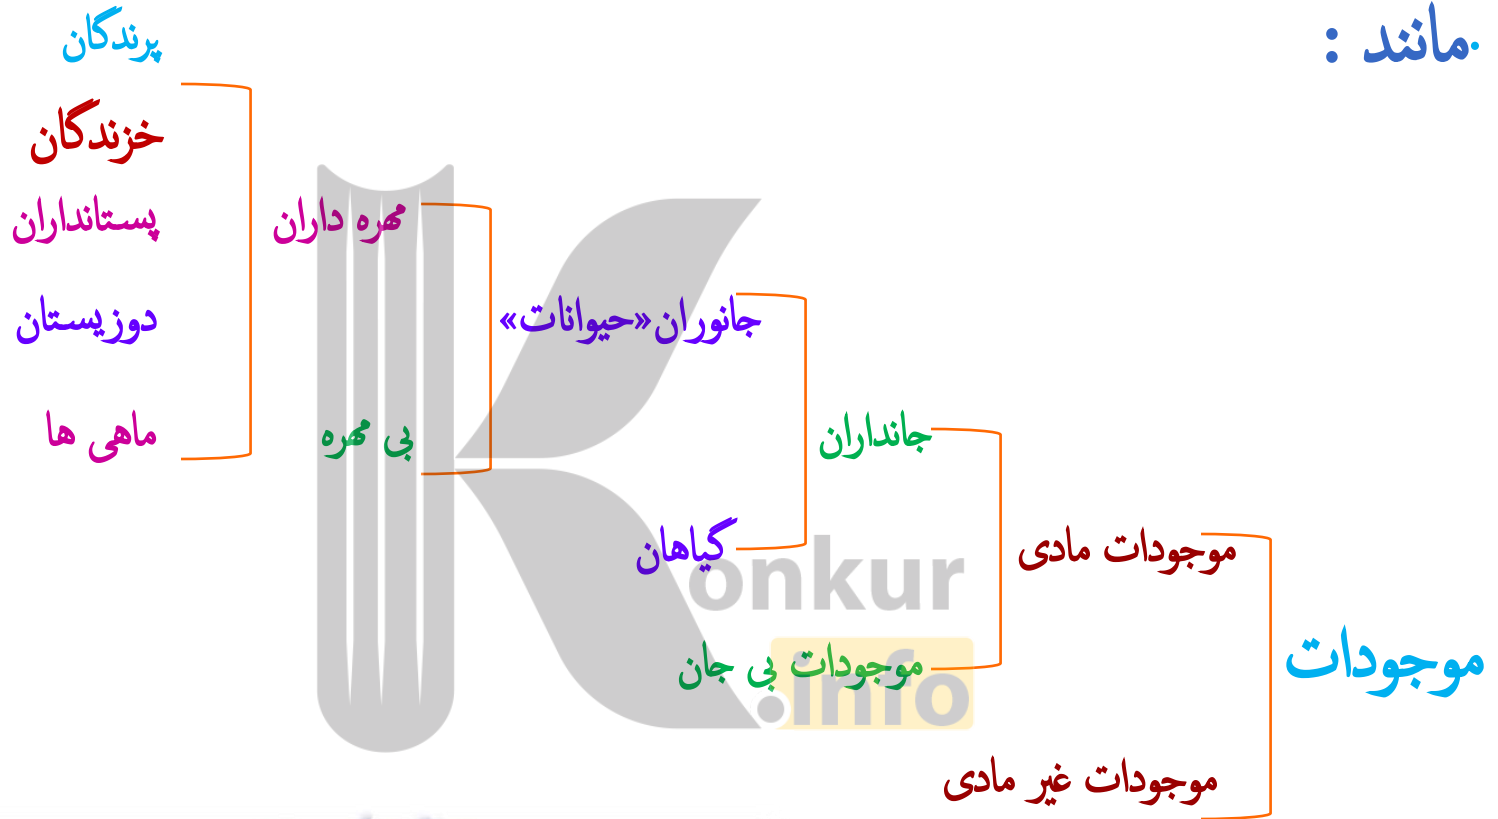 مانند :
پرندگان
خزندگان
پستانداران
مهره داران
دوزیستان
جانوران«حیوانات»
ماهی ها
بی مهره
جانداران
گیاهان
موجودات مادی
onkur
موجودات بی جان
.info
موجودات
موجودات غیر مادی